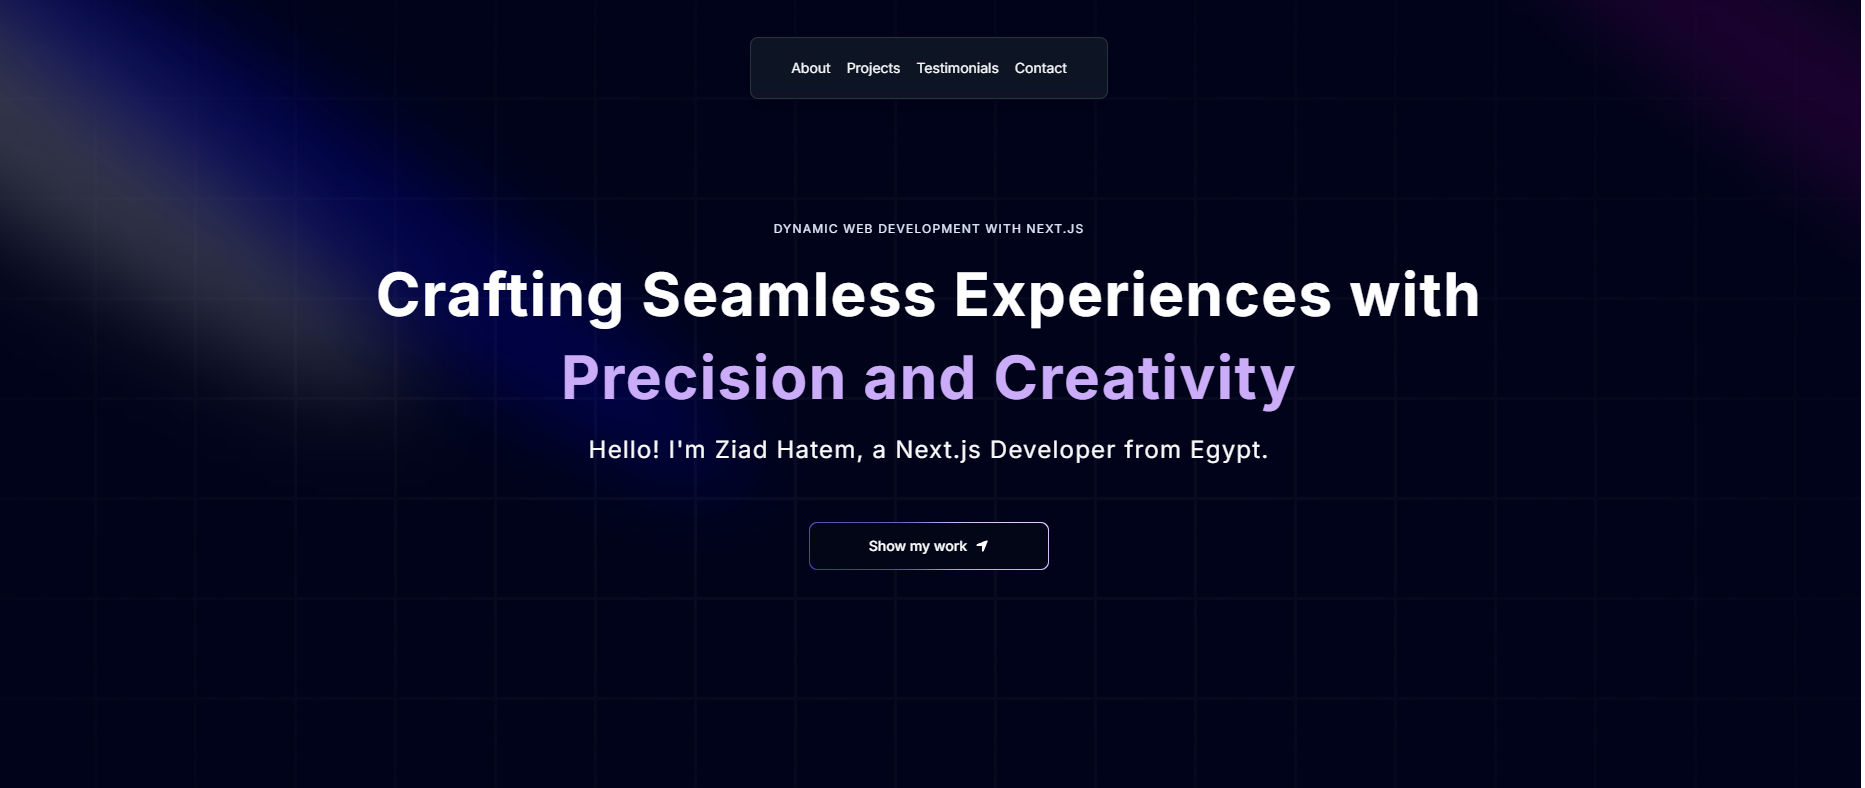 About Projects Testimonials Contact
DYNAMIC WEB DEVELOPMENT WITH NEXT.JS
Crafting Seamless Experiences with
Precision and Creativity
Hello! I'm Ziad Hatem, a Next.js Developer from Egypt.
Show my work